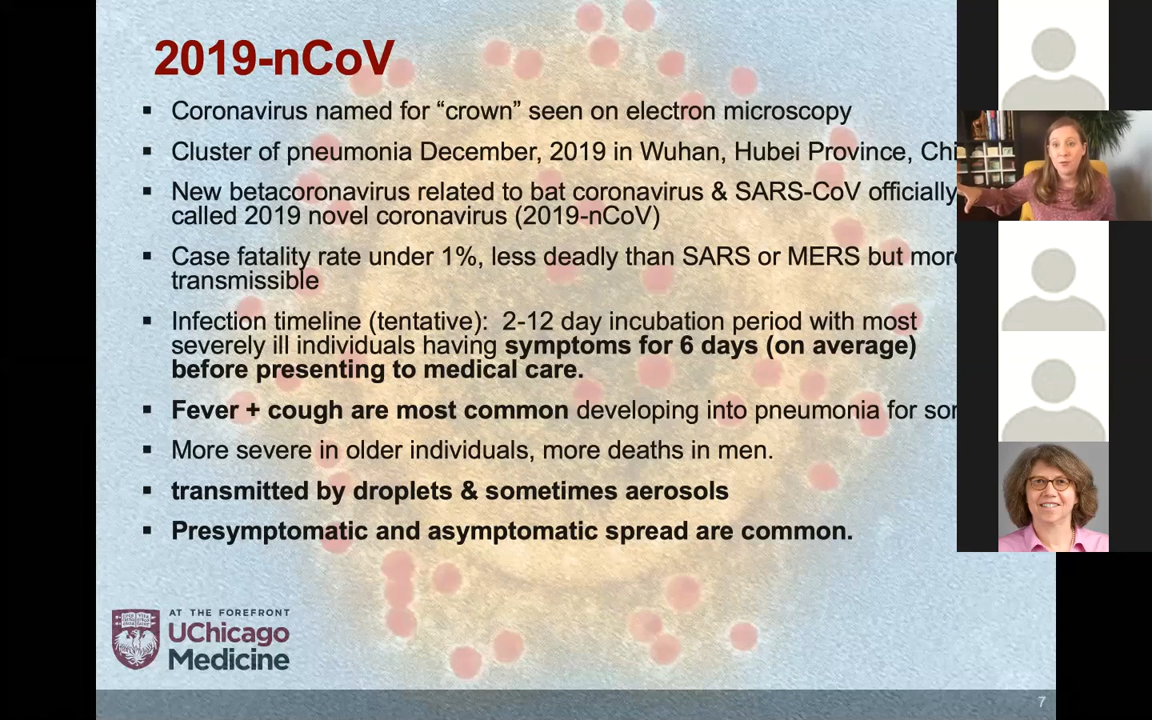 2019-nCoV
▪ Coronavirus named for “crown” seen on electron microscopy
▪ Cluster of pneumonia December, 2019 in Wuhan, Hubei Province, Chi
▪ New betacoronavirus related to bat coronavirus & SARS-CoV officially
called 2019 novel coronavirus (2019-nCoV)
▪ Case fatality rate under 1%, less deadly than SARS or MERS but more
transmissible
▪ Infection timeline (tentative):  2-12 day incubation period with most
severely ill individuals having symptoms for 6 days (on average)
before presenting to medical care.
▪ Fever + cough are most common developing into pneumonia for som
▪ More severe in older individuals, more deaths in men.
▪ transmitted by droplets & sometimes aerosols
▪ Presymptomatic and asymptomatic spread are common.
AT THE FOREFRONT
UChicago
Medicine
7